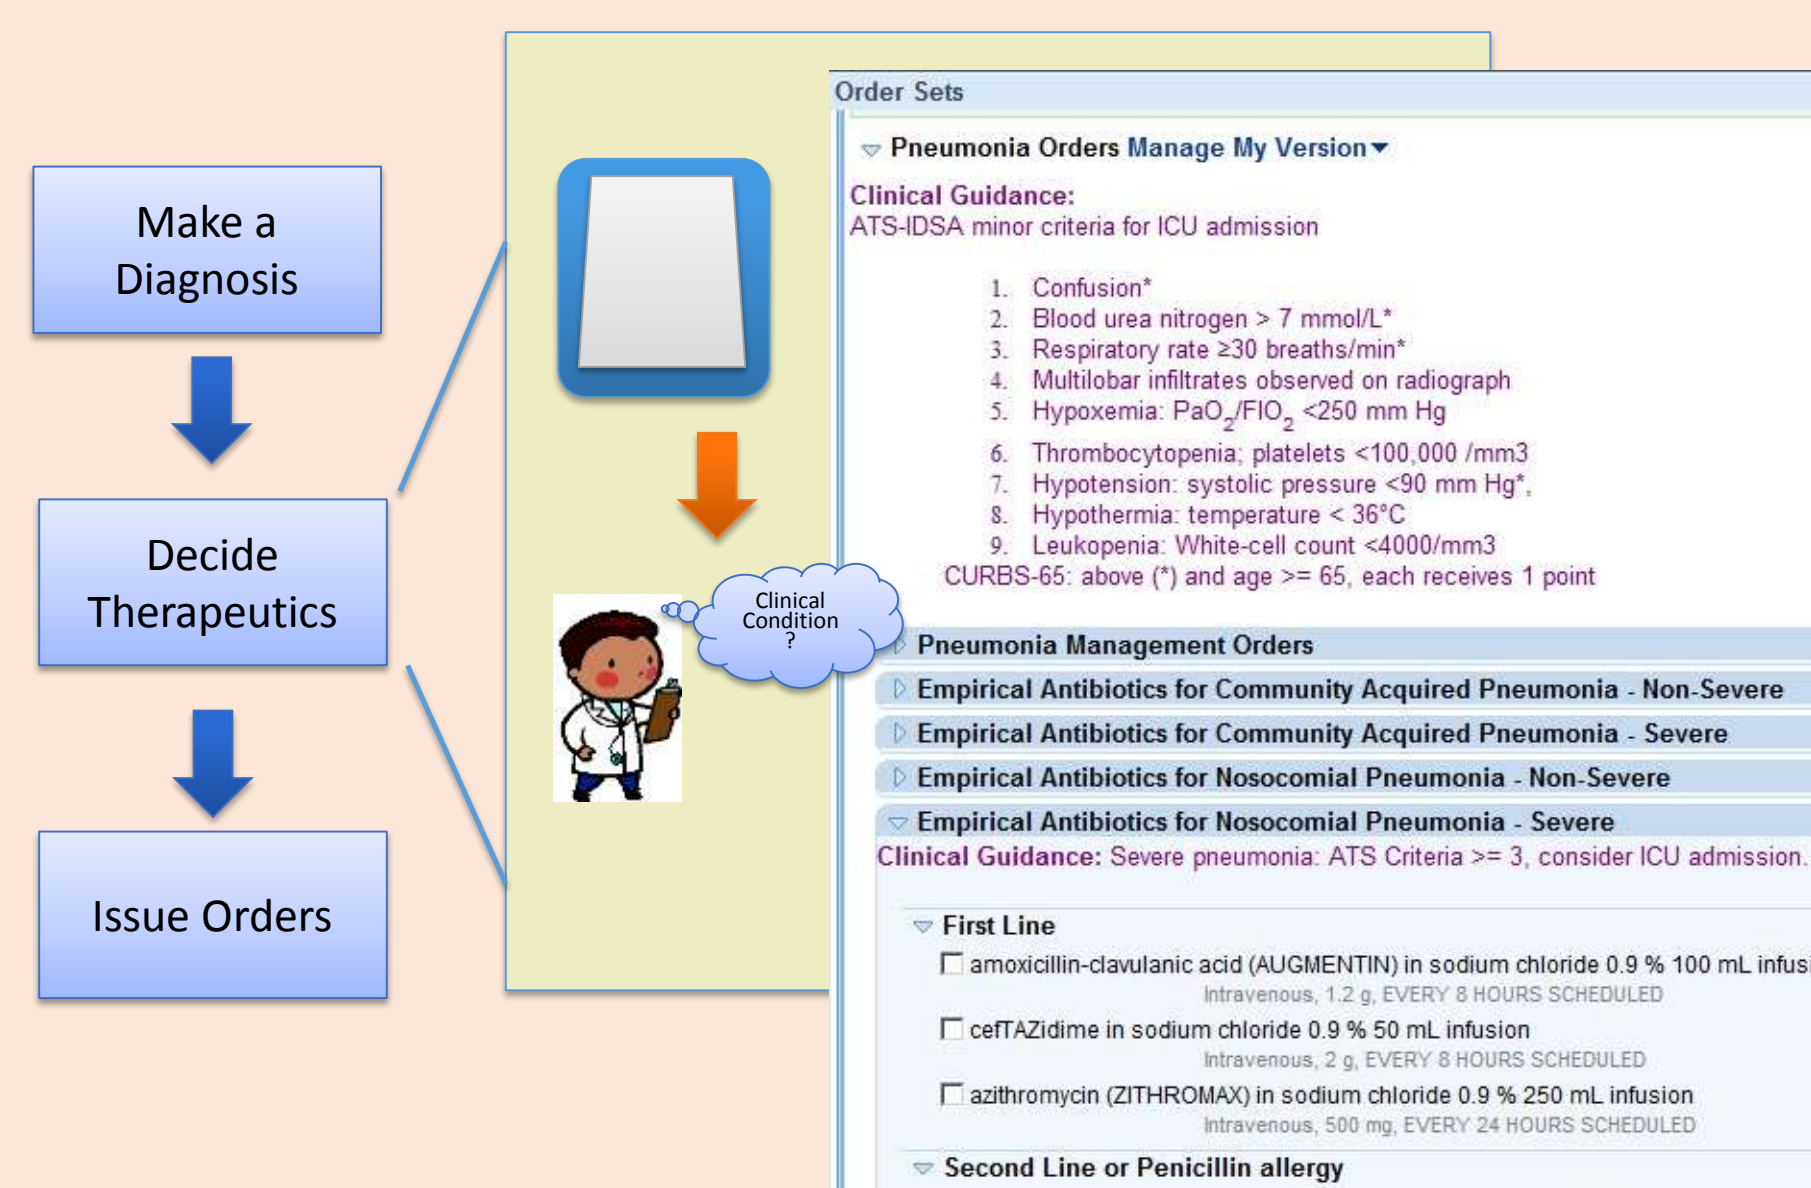 Make a
Diagnosis
Decide
Therapeutics
Issue Orders
Clinical
Condition
?
Order Sets
Pneumonia Orders Manage My Version
Clinical Guidance:
ATS-IDSA minor criteria for ICU admission
1. Confusion*
2. Blood urea nitrogen > 7 mmol/L*
3. Respiratory rate ≥30 breaths/min*
4. Multilobar infiltrates observed on radiograph
5. Hypoxemia: PaO2/FIO2 <250 mm Hg
6. Thrombocytopenia; platelets <100,000 /mm3
7. Hypotension: systolic pressure <90 mm Hg*,
8. Hypothermia: temperature < 36°C
9. Leukopenia: White-cell count <4000/mm3
CURBS-65: above (*) and age >= 65, each receives 1 point
Pneumonia Management Orders
Empirical Antibiotics for Community Acquired Pneumonia - Non-Severe
Empirical Antibiotics for Community Acquired Pneumonia - Severe
Empirical Antibiotics for Nosocomial Pneumonia - Non-Severe
Empirical Antibiotics for Nosocomial Pneumonia - Severe
Clinical Guidance: Severe pneumonia: ATS Criteria >= 3, consider ICU admission.
First Line
amoxicillin-clavulanic acid (AUGMENTIN) in sodium chloride 0.9 % 100 mL infusi
Intravenous, 1.2 g, EVERY 8 HOURS SCHEDULED
cefTAZidime in sodium chloride 0.9 % 50 mL infusion
Intravenous, 2 g, EVERY 8 HOURS SCHEDULED
azithromycin (ZITHROMAX) in sodium chloride 0.9 % 250 mL infusion
Intravenous, 500 mg, EVERY 24 HOURS SCHEDULED
Second Line or Penicillin allergy